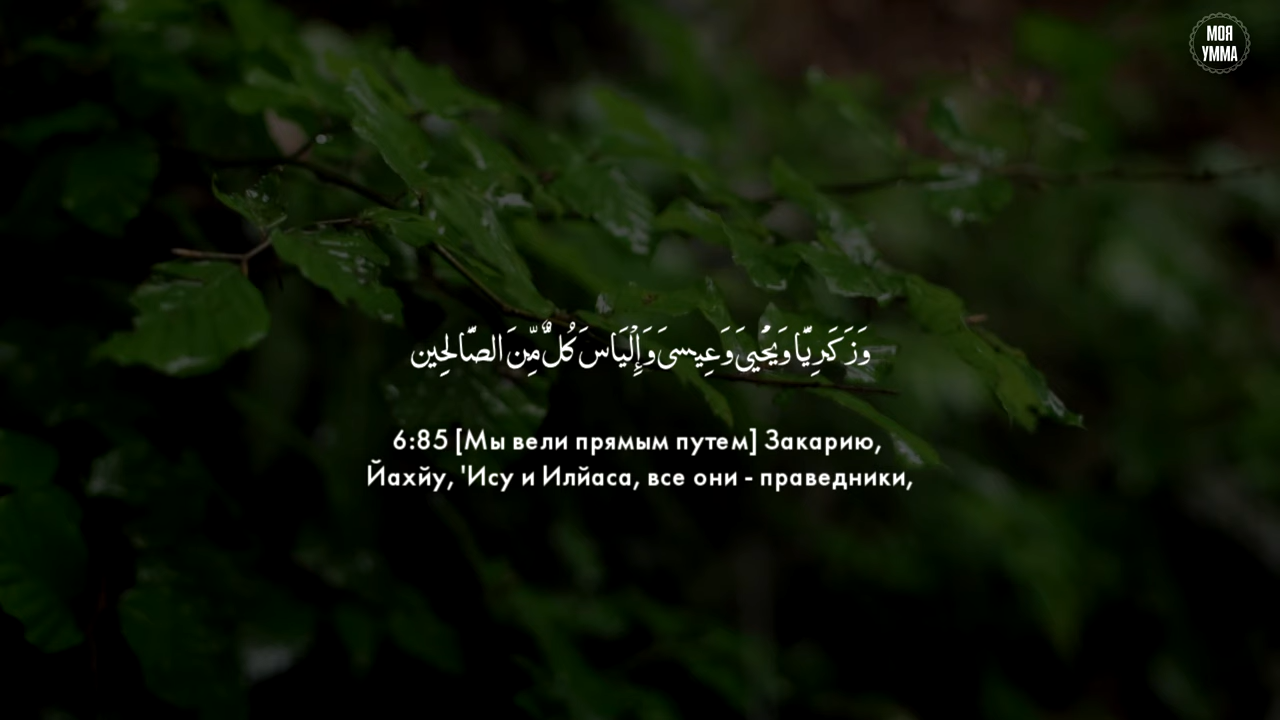 МОЯ
УММА
وَزَكَرِيَّا وَيَحْيَىٰ وَعِيسَىٰ وَإِلْيَاسَ كُلٌّ مِّنَ الصَّالِحِين
6:85 [Мы вели прямым путем] Закарию,
Йахйу, 'Ису и Илйаса, все они - праведники,